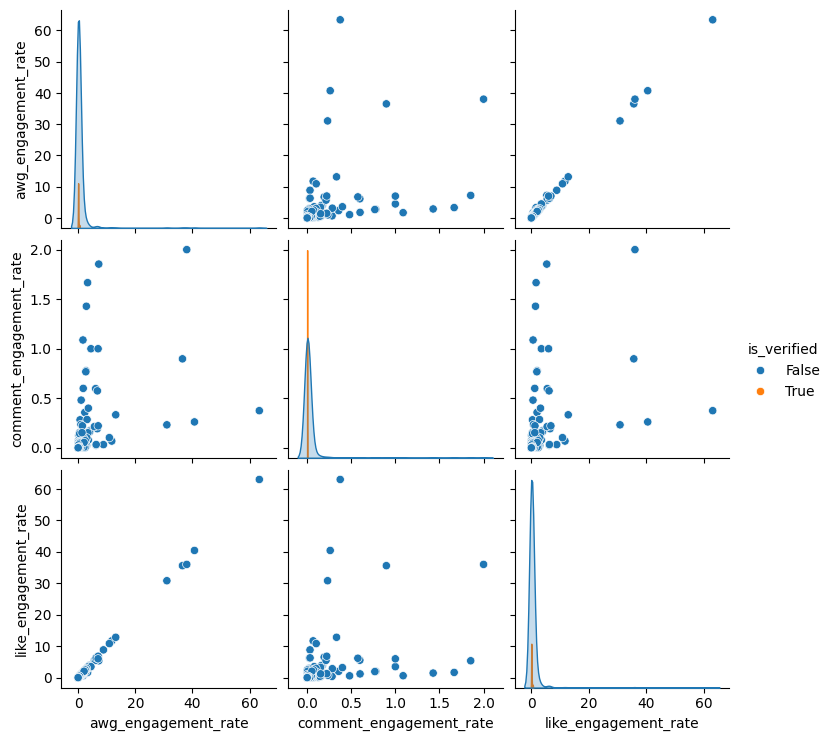 awg_engagement_rate
60
50
40
30
20
10
0
comment_engagement_rate
2.0
1.5
1.0
0.5
0.0
is_verified
False
True
like_engagement_rate
60
50
40
30
20
10
0
0 20 40 60
0.0 0.5 1.0 1.5 2.0
0 20 40 60
awg_engagement_rate comment_engagement_rate like_engagement_rate